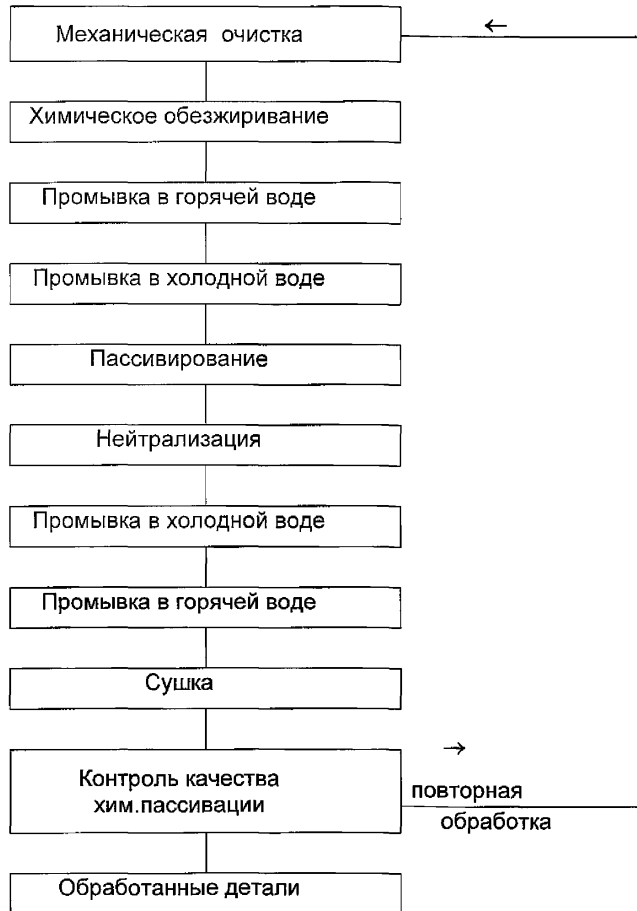 Механическая очистка
Химическое обезжиривание
Промывка в горячей воде
Промывка в холодной воде
Пассивирование
Нейтрализация
Промывка в холодной воде
Промывка в горячей воде
Сушка
Контроль качества
хим.пассивации
повторная
обработка
Обработанные детали